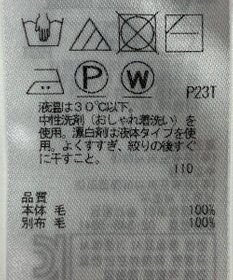 P W
P23T
液温は30℃以下。
中性洗剤(おしゃれ着洗い)を
使用。漂白剤は液体タイプを使
用。よくすすぎ、絞りの後すぐ
に干すこと。
110
品質
本体 毛 100%
別布 毛 100%